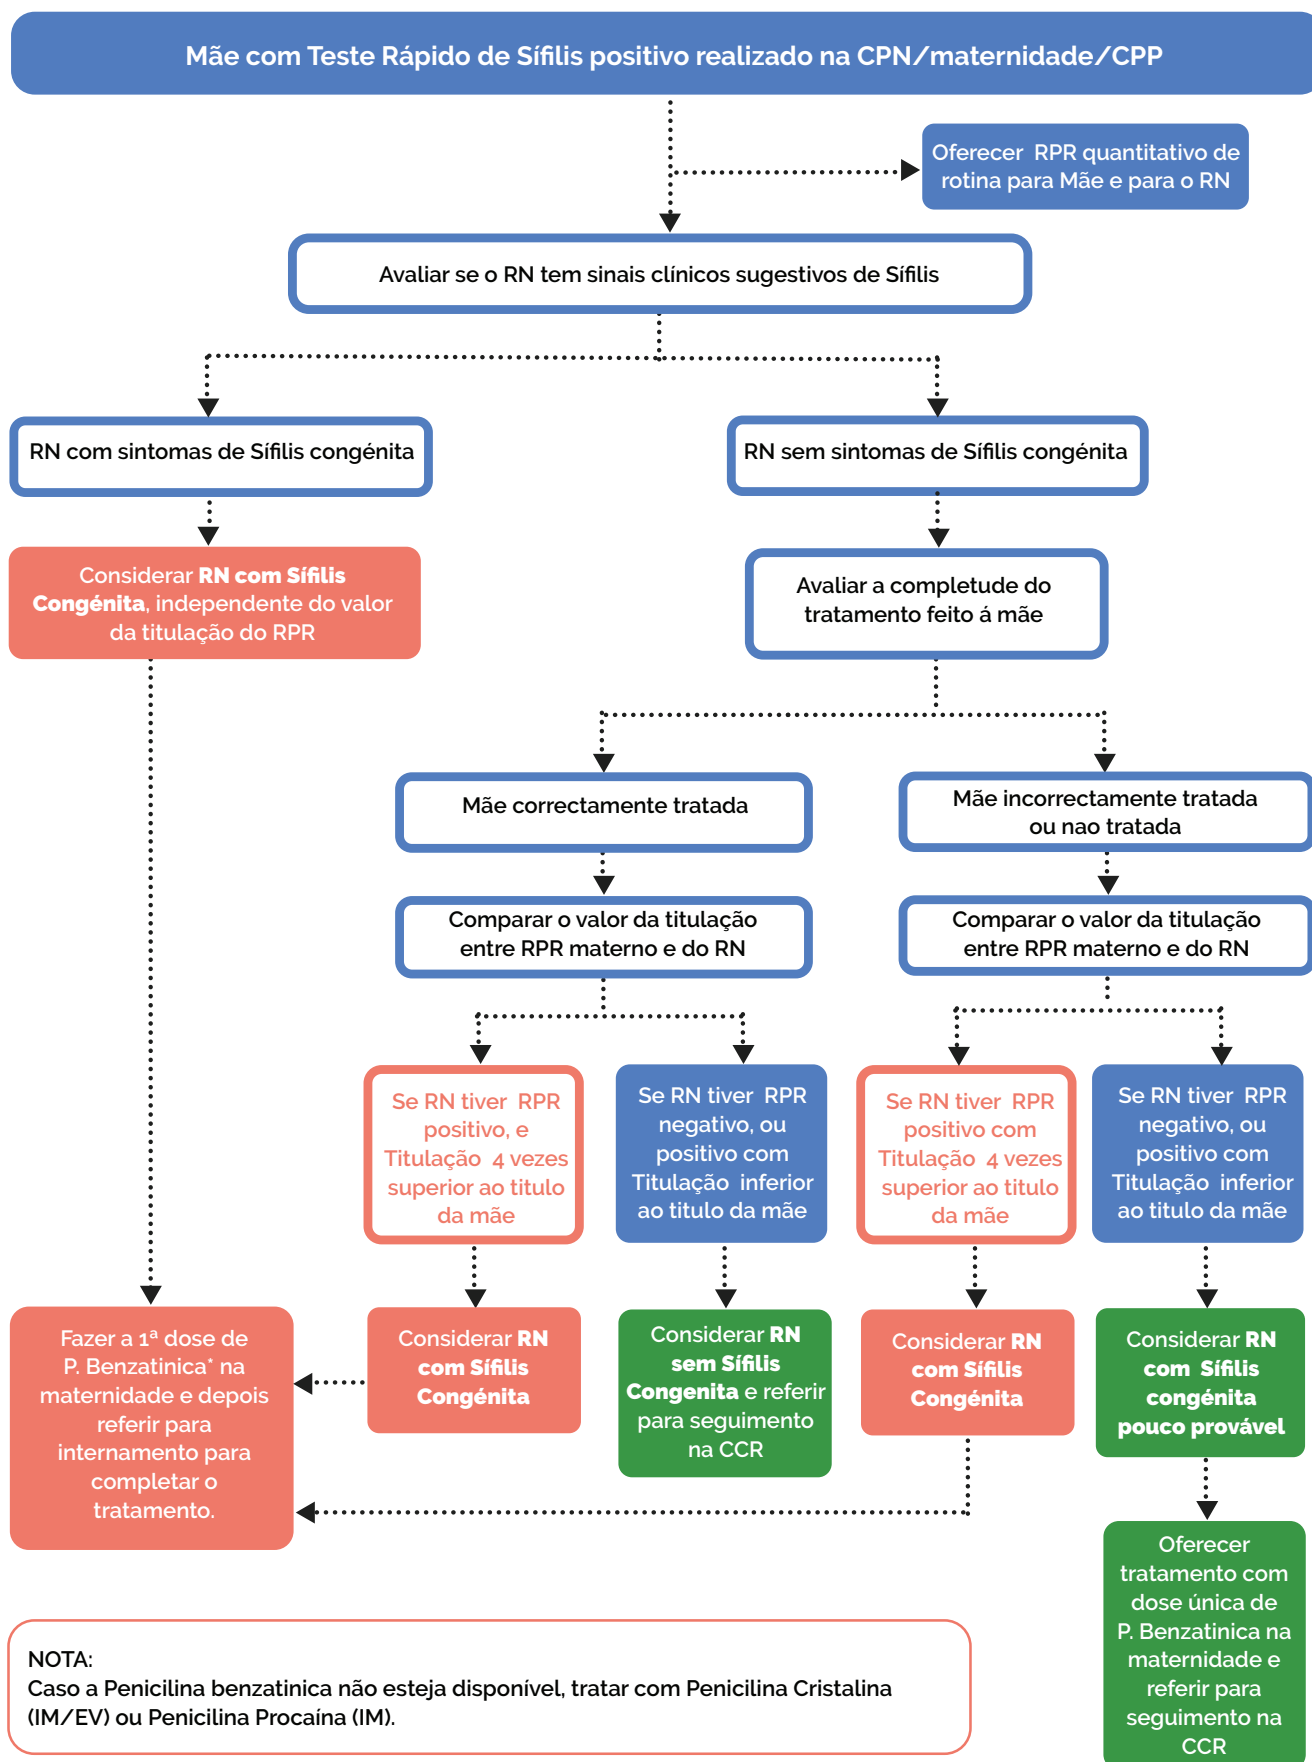 Mãe com Teste Rápido de Sífilis positivo realizado na CPN/maternidade/CPP
Oferecer RPR quantitativo de
rotina para Mãe e para o RN
Avaliar se o RN tem sinais clínicos sugestivos de Sífilis
RN com sintomas de Sífilis congénita
RN sem sintomas de Sífilis congénita
Considerar RN com Sífilis
Congénita, independente do valor
da titulação do RPR
Avaliar a completude do
tratamento feito á mãe
Mãe correctamente tratada
Mãe incorrectamente tratada
ou nao tratada
Comparar o valor da titulação
entre RPR materno e do RN
Comparar o valor da titulação
entre RPR materno e do RN
Se RN tiver RPR
positivo, e
Titulação 4 vezes
superior ao titulo
da mãe
Se RN tiver RPR
negativo, ou
positivo com
Titulação inferior
ao titulo da mãe
Se RN tiver RPR
positivo com
Titulação 4 vezes
superior ao titulo
da mãe
Se RN tiver RPR
negativo, ou
positivo com
Titulação inferior
ao titulo da mãe
Fazer a 1ª dose de
P. Benzatinica* na
maternidade e depois
referir para
internamento para
completar o
tratamento.
Considerar RN
com Sífilis
Congénita
Considerar RN
sem Sífilis
Congenita e referir
para seguimento
na CCR
Considerar RN
com Sífilis
Congénita
Considerar RN
com Sífilis
congénita
pouco provável
Oferecer
tratamento com
dose única de
P. Benzatinica na
maternidade e
referir para
seguimento na
CCR
NOTA:
Caso a Penicilina benzatinica não esteja disponível, tratar com Penicilina Cristalina
(IM/EV) ou Penicilina Procaína (IM).